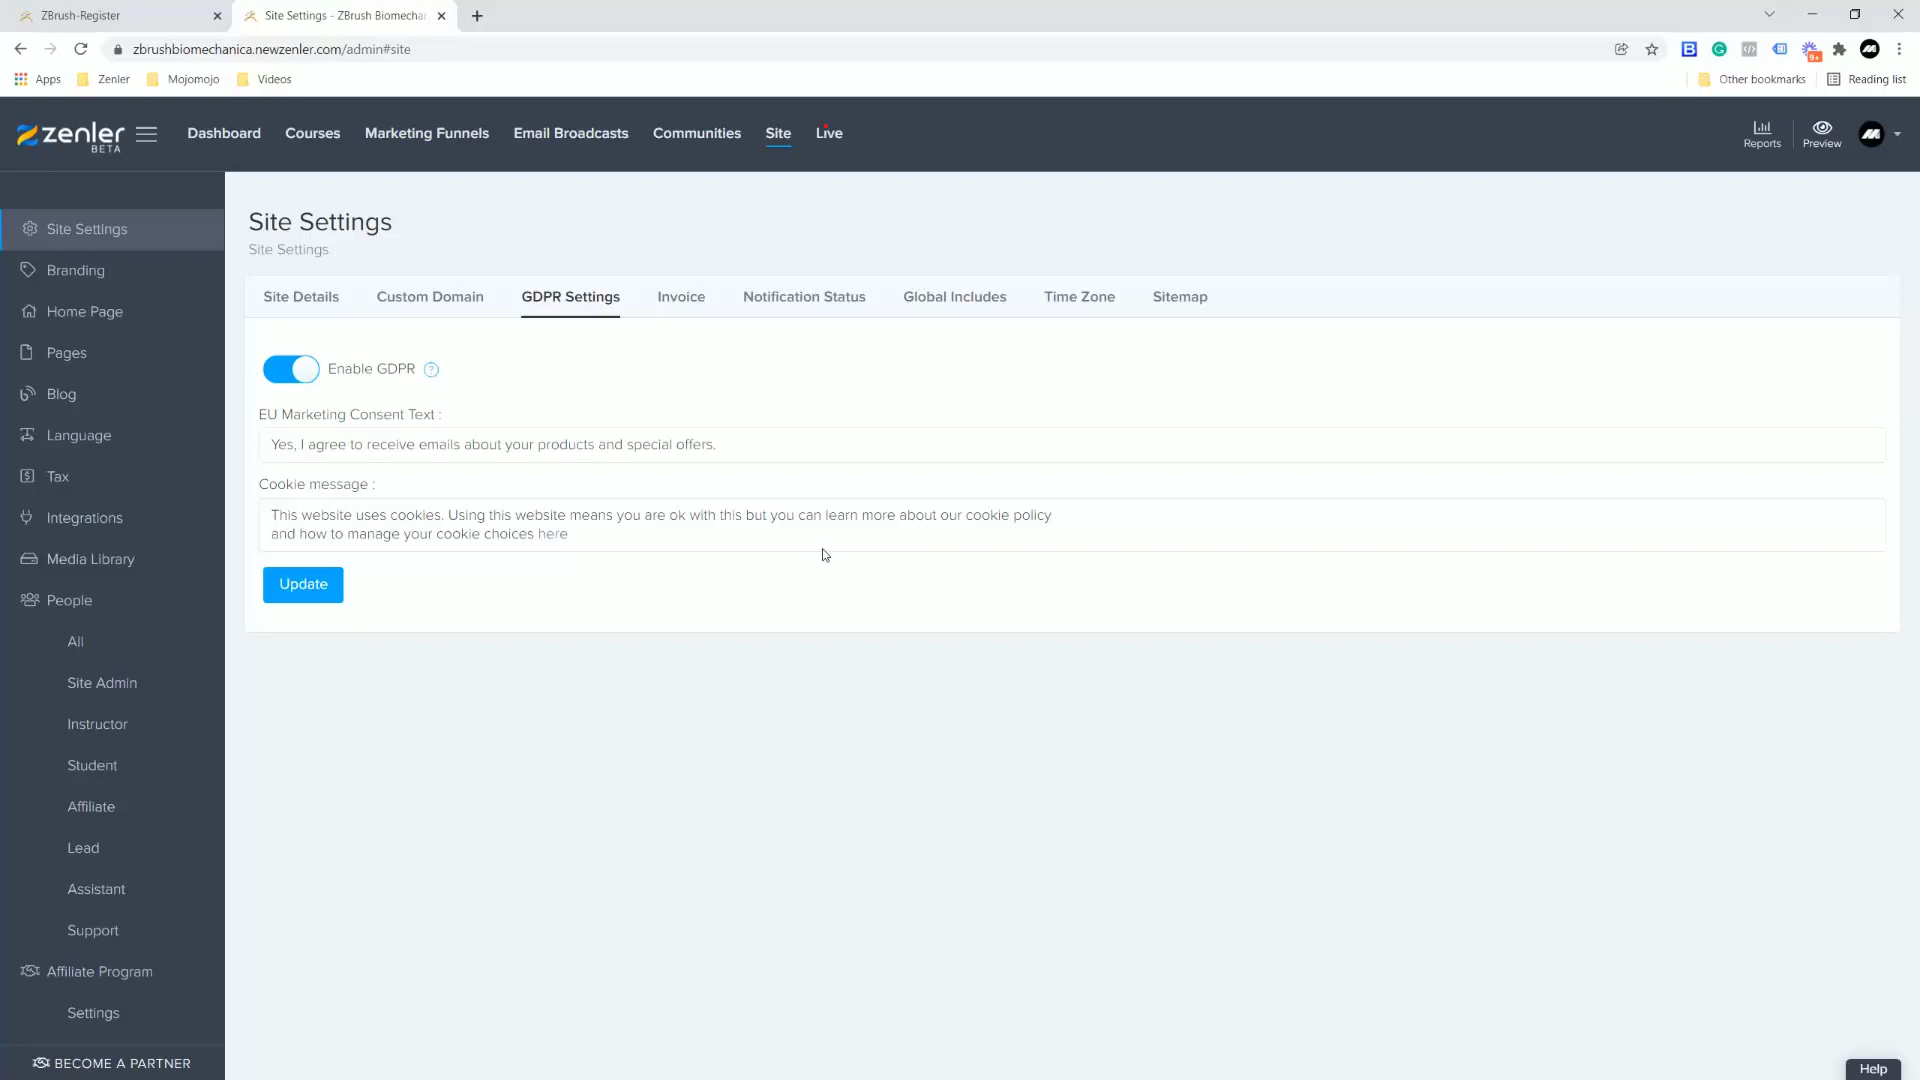 ZBrush-Register
Site Settings - ZBrush Biomechan
zbrushbiomechanica.newzenler.com/admin#site
9+
Apps
Zenler
Mojomojo
Videos
Other bookmarks
Reading list
zenler
BETA
Dashboard
Courses
Marketing Funnels
Email Broadcasts
Communities
Site
Live
Reports
Preview
Site Settings
Branding
Home Page
Pages
Blog
Language
Tax
Integrations
Media Library
People
All
Site Admin
Instructor
Student
Affiliate
Lead
Assistant
Support
Affiliate Program
Settings
BECOME A PARTNER
Site Settings
Site Settings
Site Details
Custom Domain
GDPR Settings
Invoice
Notification Status
Global Includes
Time Zone
Sitemap
Enable GDPR ?
EU Marketing Consent Text :
Yes, I agree to receive emails about your products and special offers.
Cookie message :
This website uses cookies. Using this website means you are ok with this but you can learn more about our cookie policy
and how to manage your cookie choices here
Update
Help